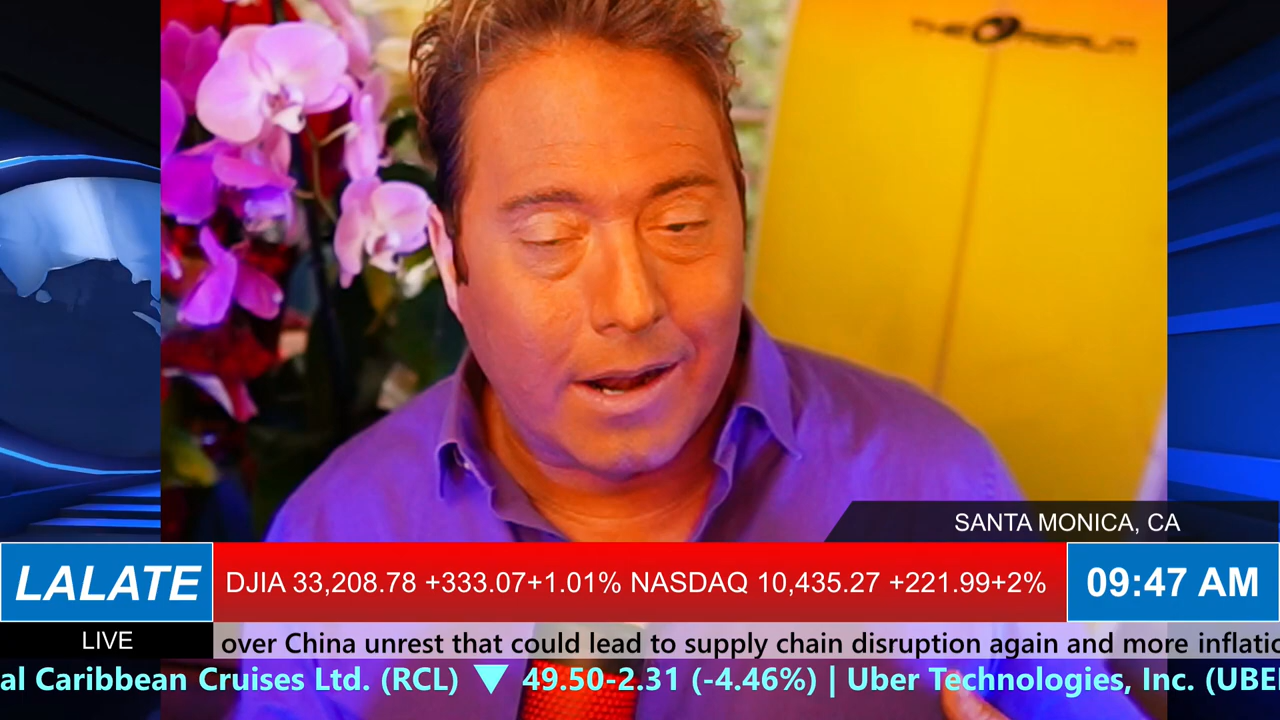 THE REALM
SANTA MONICA, CA
LALATE
DJIA 33,208.78 +333.07+1.01% NASDAQ 10,435.27 +221.99+2%
09:47 AM
LIVE
over China unrest that could lead to supply chain disruption again and more inflatio
al Caribbean Cruises Ltd. (RCL) ▼ 49.50-2.31 (-4.46%) | Uber Technologies, Inc. (UBE